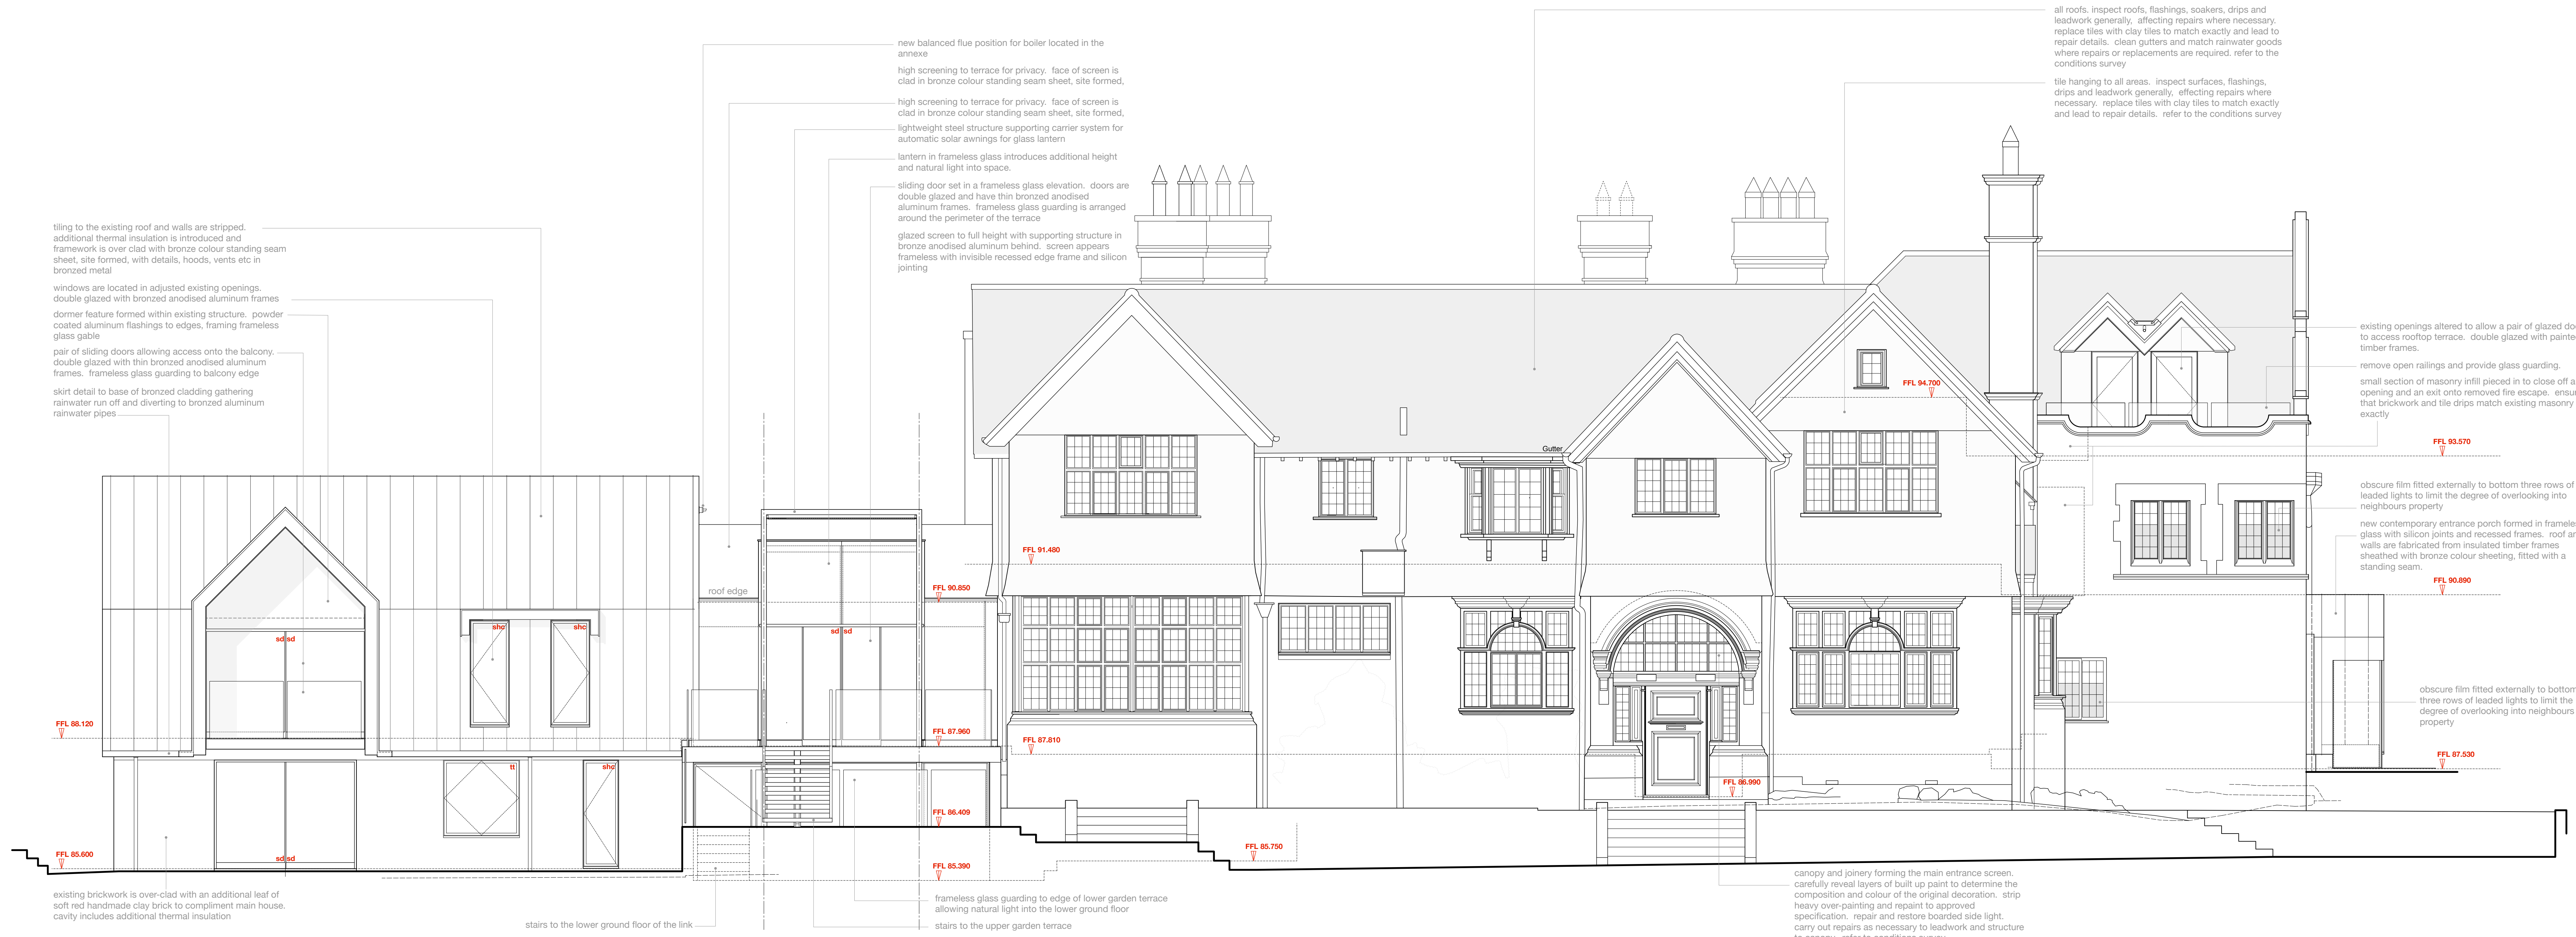 new balanced flue position for boiler located in the
annexe
high screening to terrace for privacy. face of screen is
clad in bronze colour standing seam sheet, site formed,
high screening to terrace for privacy. face of screen is
clad in bronze colour standing seam sheet, site formed,
lightweight steel structure supporting carrier system for
automatic solar awnings for glass lantern
lantern in frameless glass introduces additional height
and natural light into space.
sliding door set in a frameless glass elevation. doors are
double glazed and have thin bronzed anodised
aluminum frames. frameless glass guarding is arranged
around the perimeter of the terrace
glazed screen to full height with supporting structure in
bronze anodised aluminum behind. screen appears
frameless with invisible recessed edge frame and silicon
jointing
all roofs. inspect roofs, flashings, soakers, drips and
leadwork generally, affecting repairs where necessary.
replace tiles with clay tiles to match exactly and lead to
repair details. clean gutters and match rainwater goods
where repairs or replacements are required. refer to the
conditions survey
tile hanging to all areas. inspect surfaces, flashings,
drips and leadwork generally, effecting repairs where
necessary. replace tiles with clay tiles to match exactly
and lead to repair details. refer to the conditions survey
tiling to the existing roof and walls are stripped.
additional thermal insulation is introduced and
framework is over clad with bronze colour standing seam
sheet, site formed, with details, hoods, vents etc in
bronzed metal
windows are located in adjusted existing openings.
double glazed with bronzed anodised aluminum frames
dormer feature formed within existing structure. powder
coated aluminum flashings to edges, framing frameless
glass gable
pair of sliding doors allowing access onto the balcony.
double glazed with thin bronzed anodised aluminum
frames. frameless glass guarding to balcony edge
skirt detail to base of bronzed cladding gathering
rainwater run off and diverting to bronzed aluminum
rainwater pipes
existing openings altered to allow a pair of glazed
to access rooftop terrace. double glazed with
timber frames.
remove open railings and provide glass guarding.
small section of masonry infill pieced in to close off
opening and an exit onto removed fire escape.
that brickwork and tile drips match existing masonry
exactly
obscure film fitted externally to bottom three rows of
leaded lights to limit the degree of overlooking into
neighbours property
new contemporary entrance porch formed in
glass with silicon joints and recessed frames. roof
walls are fabricated from insulated timber frames
sheathed with bronze colour sheeting, fitted with a
standing seam.
obscure film fitted externally to bottom
three rows of leaded lights to limit the
degree of overlooking into neighbours
property
FFL 94.700
FFL 93.570
Gutter
FFL 91.480
roof edge
FFL 90.850
FFL 90.890
sd sd
shc
shc
sd sd
FFL 88.120
FFL 87.960
FFL 87.810
FFL 87.530
tt
shc
FFL 86.990
FFL 86.409
sd sd
FFL 85.600
FFL 85.390
FFL 85.750
existing brickwork is over-clad with an additional leaf of
soft red handmade clay brick to compliment main house.
cavity includes additional thermal insulation
stairs to the lower ground floor of the link
frameless glass guarding to edge of lower garden terrace
allowing natural light into the lower ground floor
stairs to the upper garden terrace
canopy and joinery forming the main entrance screen.
carefully reveal layers of built up paint to determine the
composition and colour of the original decoration. strip
heavy over-painting and repaint to approved
specification. repair and restore boarded side light.
carry out repairs as necessary to leadwork and structure